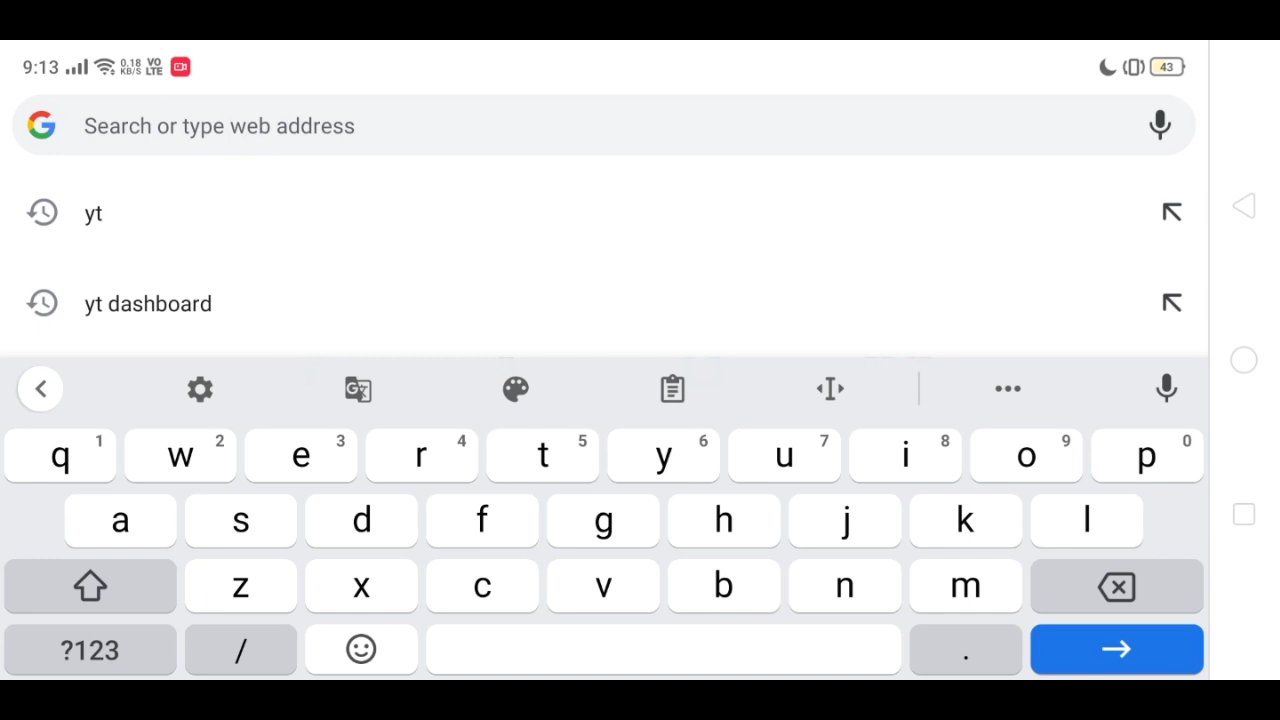 9:13 0.18 KB/S VO LTE 43
Search or type web address
yt
yt dashboard
q 1 w 2 e 3 r 4 t 5 y 6 u 7 i 8 o 9 p 0
a s d f g h j k l
z x c v b n m
?123 / .